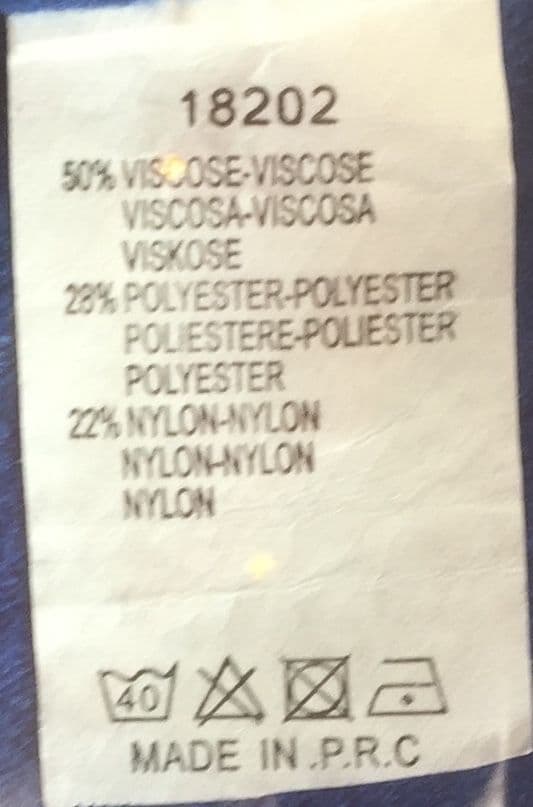 18202
50% VISCOSE-VISCOSE
VISCOSA-VISCOSA
VISKOSE
28% POLYESTER-POLYESTER
POLIESTERE-POLIESTER
POLYESTER
22% NYLON-NYLON
NYLON-NYLON
NYLON
40
MADE IN .P.R.C